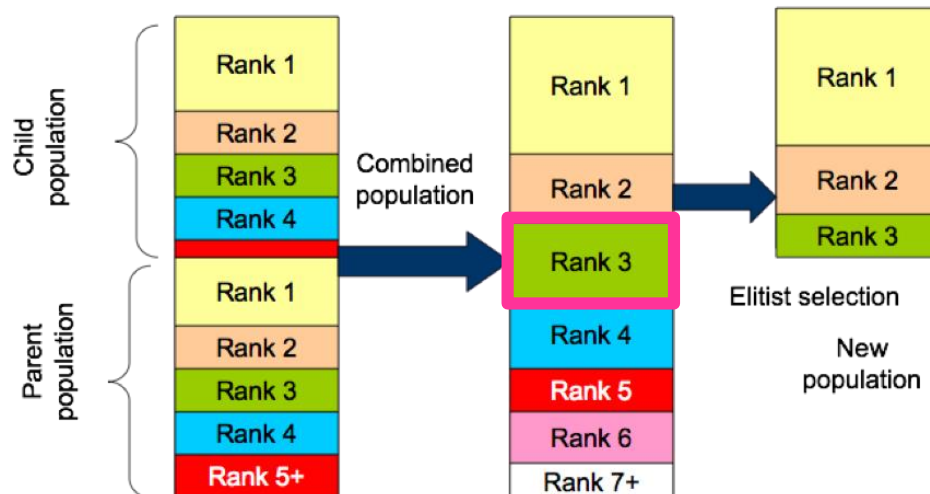 Child
population
Rank 1
Rank 2
Rank 3
Rank 4
Parent
population
Rank 1
Rank 2
Rank 3
Rank 4
Rank 5+
Combined
population
Rank 1
Rank 2
Rank 3
Rank 4
Rank 5
Rank 6
Rank 7+
Rank 1
Rank 2
Rank 3
Elitist selection
New
population